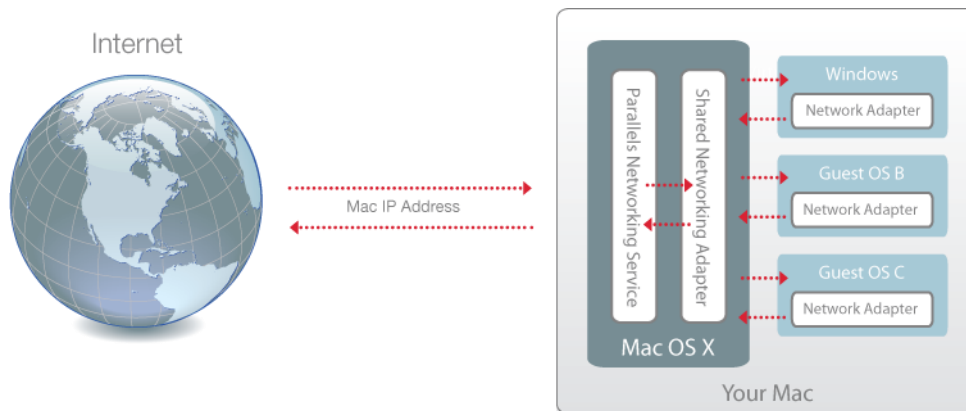 Internet
Mac IP Address
Parallels Networking Service
Shared Networking Adapter
Mac OS X
Windows
Network Adapter
Guest OS B
Network Adapter
Guest OS C
Network Adapter
Your Mac